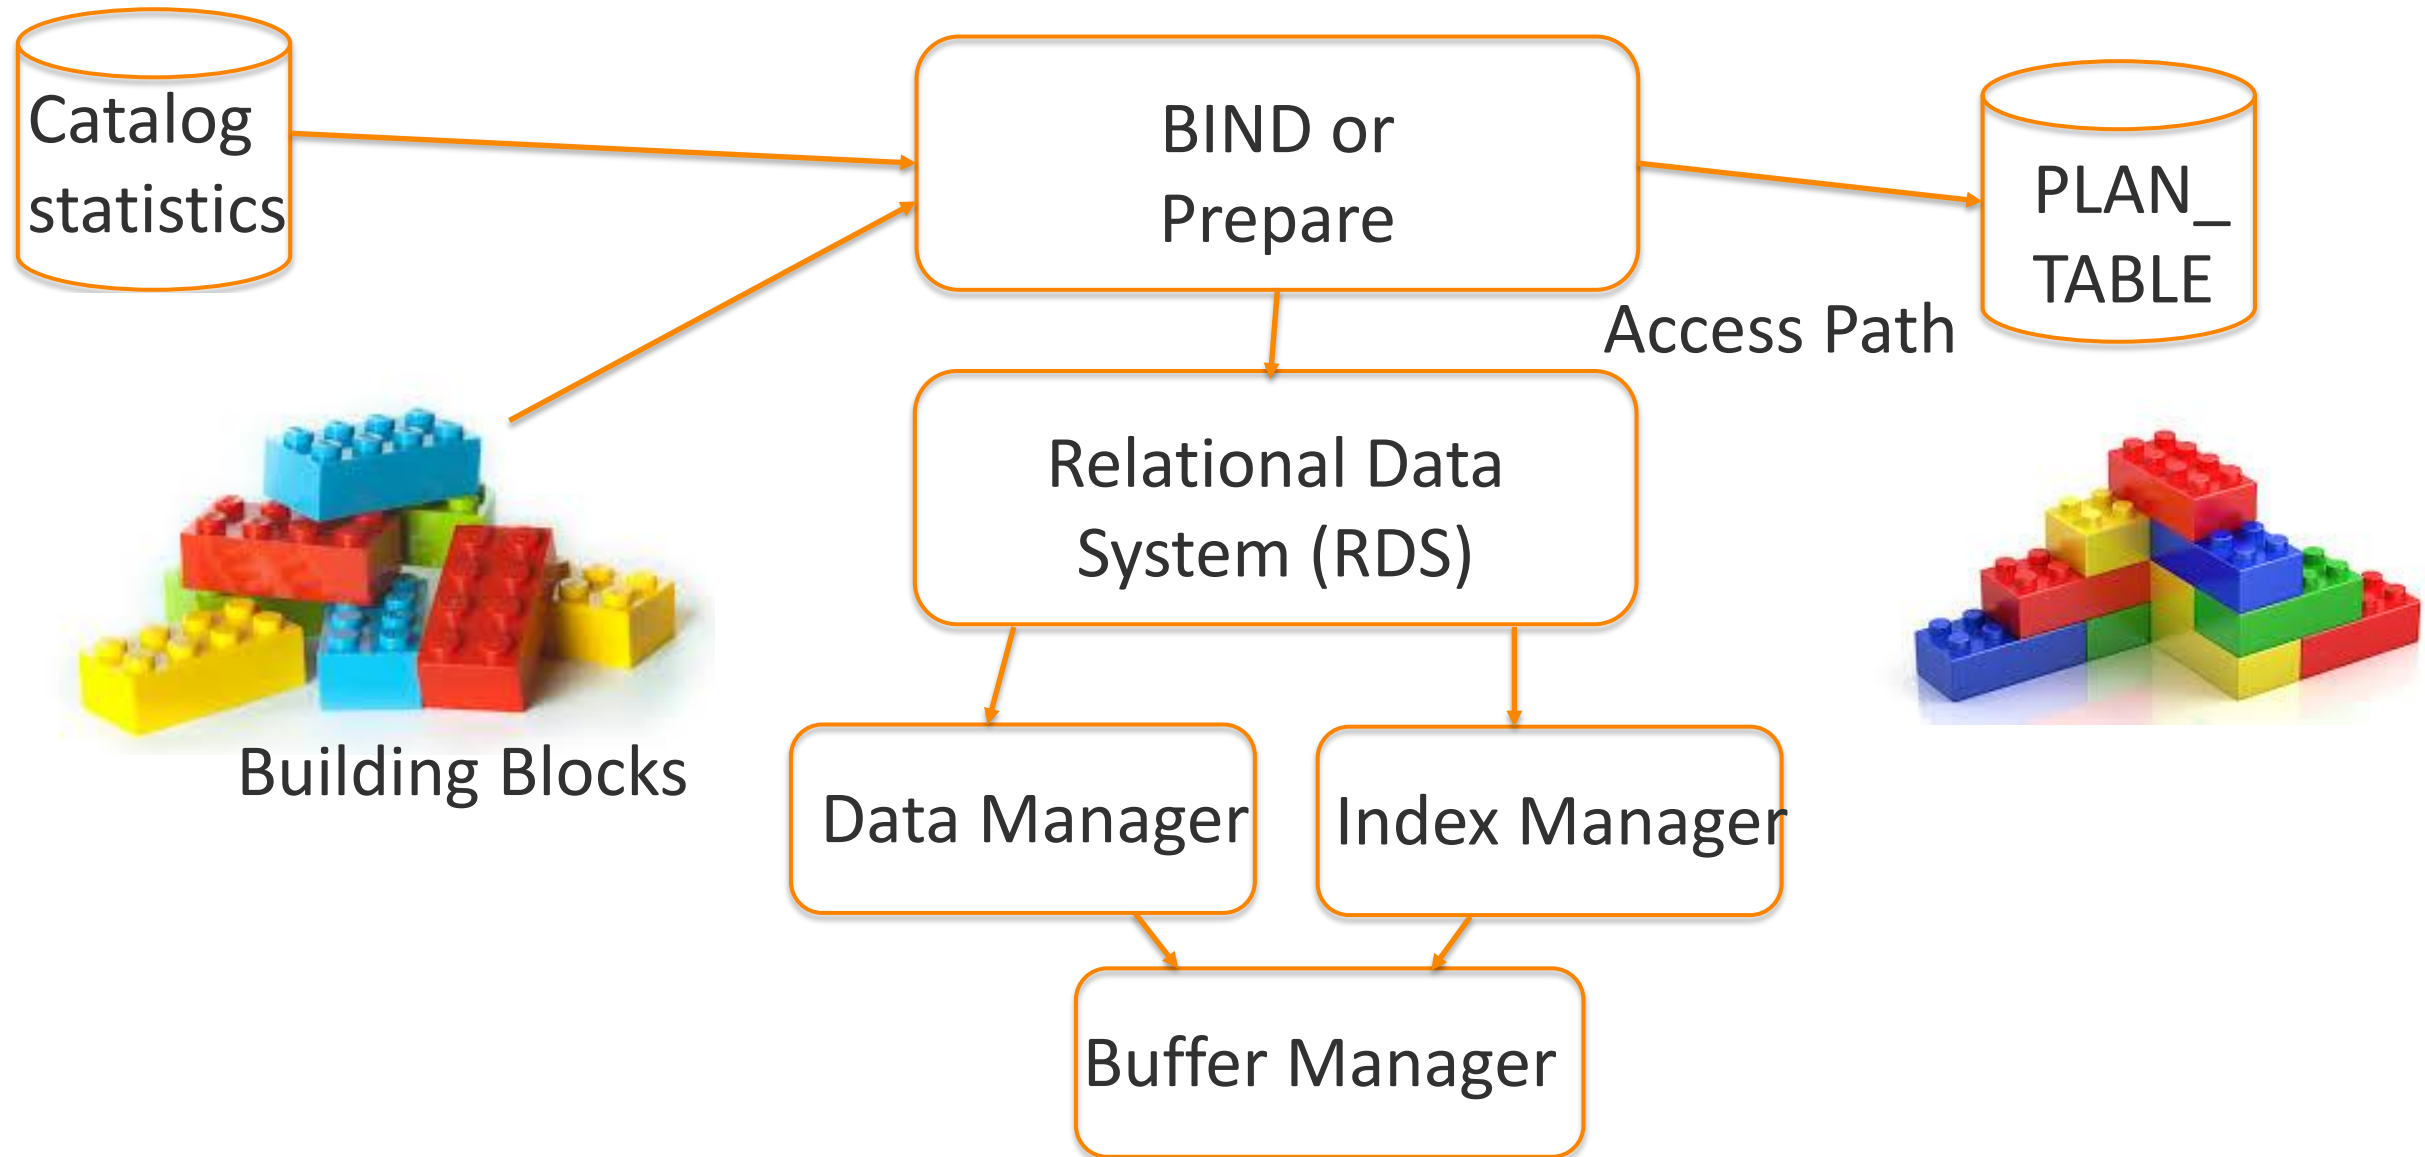 Catalog
statistics
BIND or
Prepare
PLAN_
TABLE
Access Path
Relational Data
System (RDS)
Building Blocks
Data Manager
Index Manager
Buffer Manager